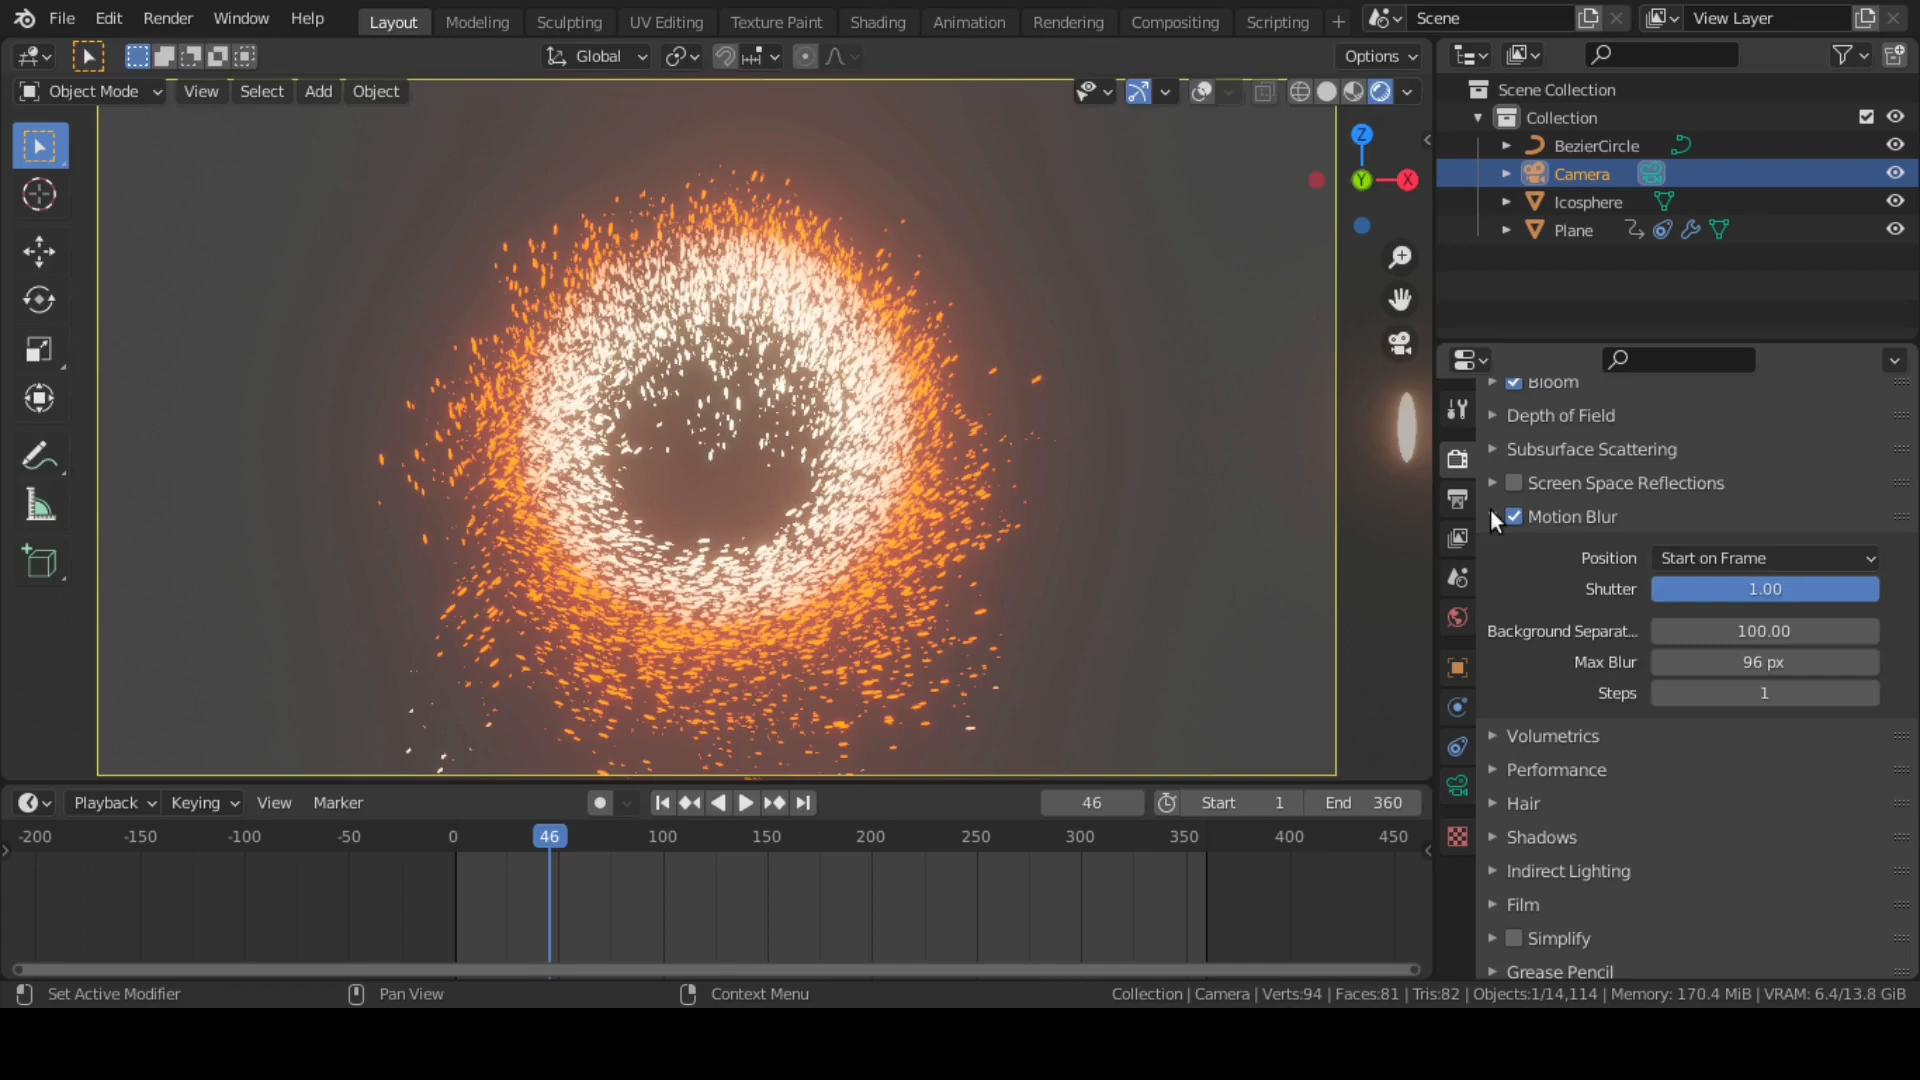 File Edit Render Window Help Layout Modeling Sculpting UV Editing Texture Paint Shading Animation Rendering Compositing Scripting + Scene View Layer
Global Options
Object Mode View Select Add Object
Scene Collection
Collection
BezierCircle
Camera
Icosphere
Plane
Z
Y X
Bloom
Depth of Field
Subsurface Scattering
Screen Space Reflections
Motion Blur
Position Start on Frame
Shutter 1.00
Background Separat... 100.00
Max Blur 96 px
Steps 1
Volumetrics
Performance
Hair
Shadows
Indirect Lighting
Film
Simplify
Grease Pencil
Playback Keying View Marker 46 Start 1 End 360
-200 -150 -100 -50 0 46 100 150 200 250 300 350 400 450
Set Active Modifier Pan View Context Menu Collection | Camera | Verts:94 | Faces:81 | Tris:82 | Objects:1/14,114 | Memory: 170.4 MiB | VRAM: 6.4/13.8 GiB